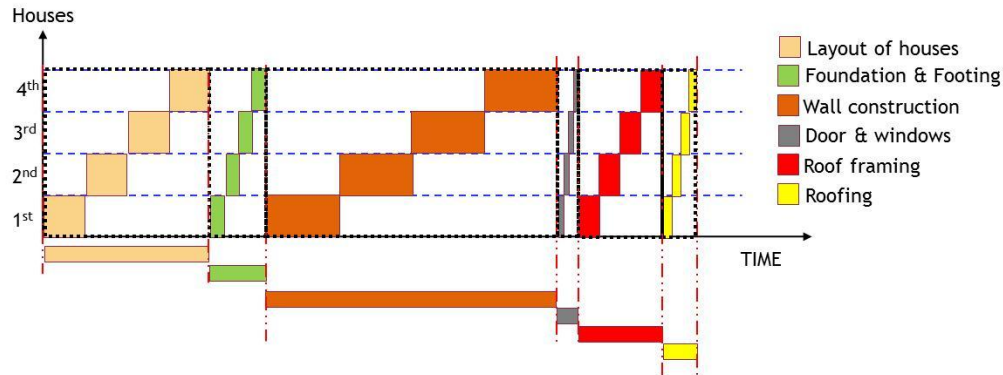 Houses
4th
3rd
2nd
1st
TIME
Layout of houses
Foundation & Footing
Wall construction
Door & windows
Roof framing
Roofing